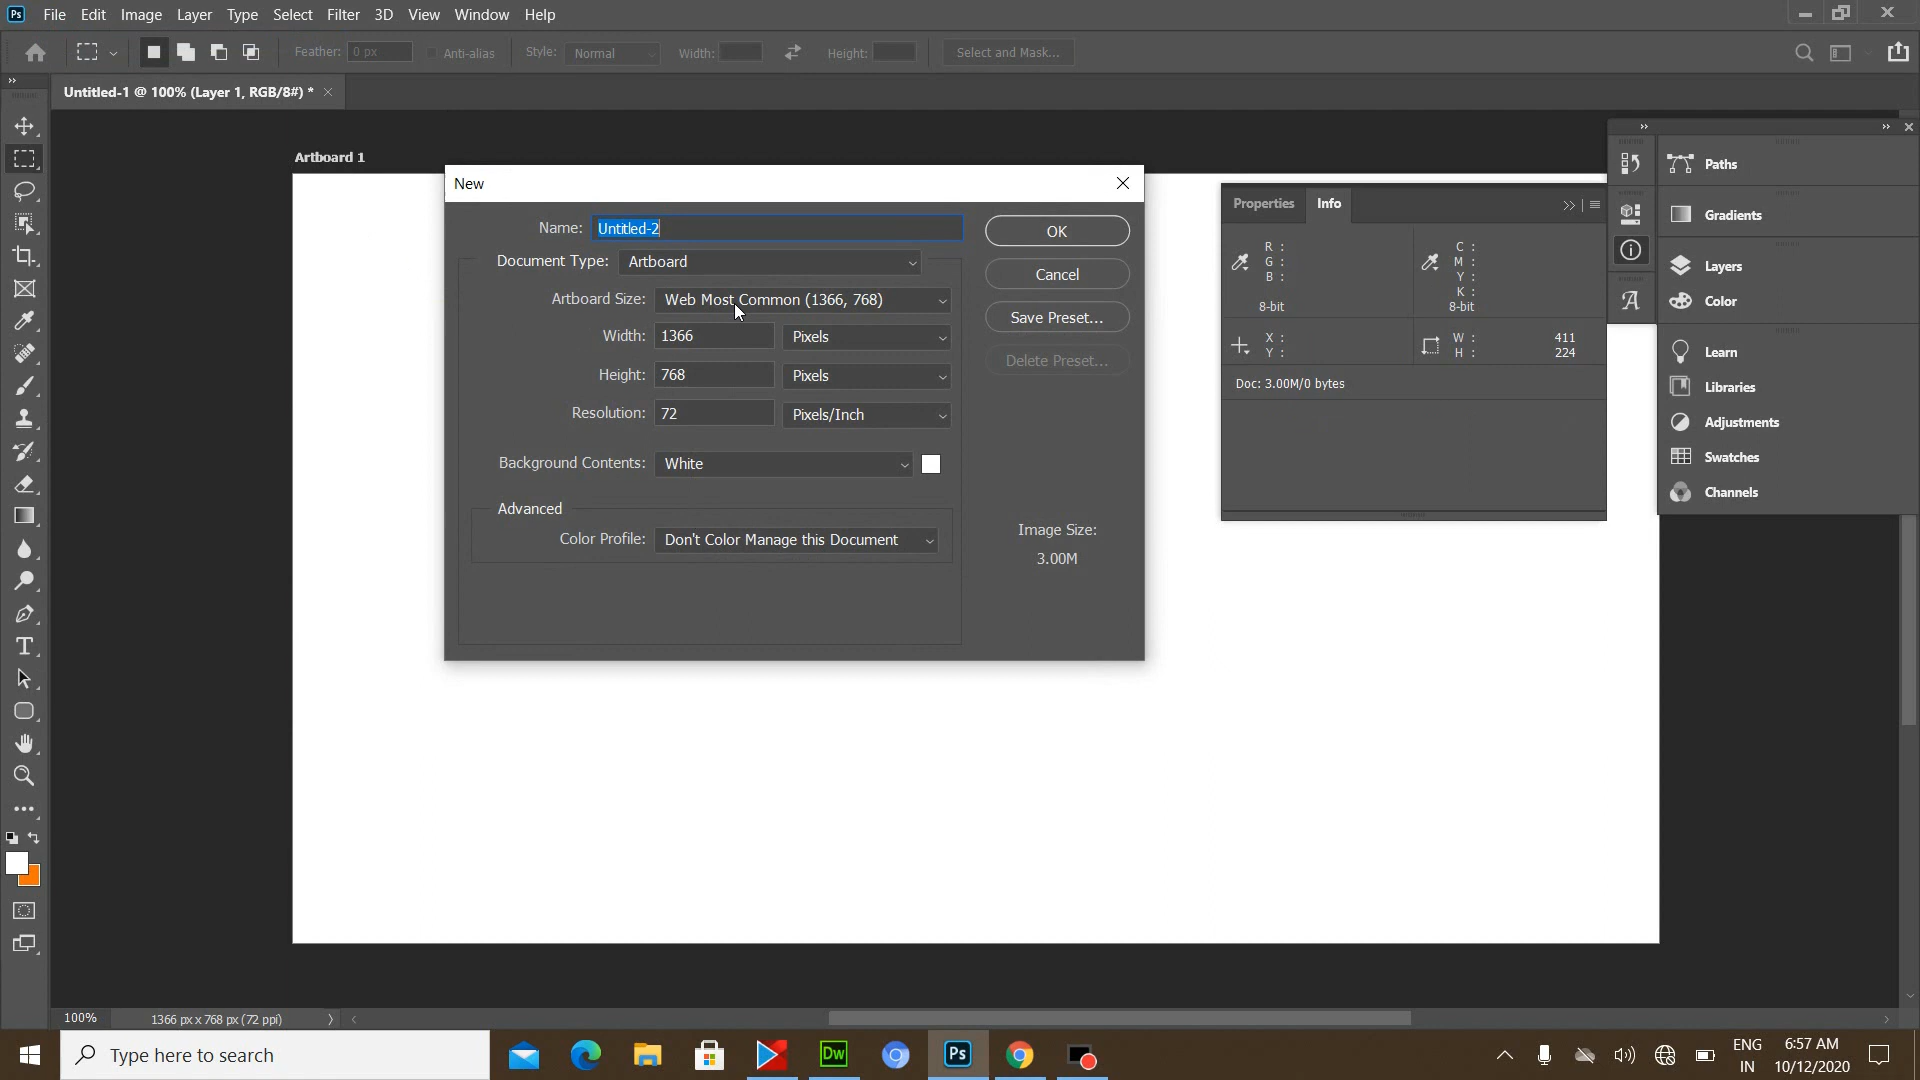 Ps File Edit Image Layer Type Select Filter 3D View Window Help
Feather: 0 px Anti-alias Style: Normal Width: Height: Select and Mask...
Untitled-1 @ 100% (Layer 1, RGB/8#) *
Artboard 1
New
Name: Untitled-2
Document Type: Artboard
Artboard Size: Web Most Common (1366, 768)
Width: 1366 Pixels
Height: 768 Pixels
Resolution: 72 Pixels/Inch
Background Contents: White
Advanced
Color Profile: Don't Color Manage this Document
OK
Cancel
Save Preset...
Delete Preset...
Image Size:
3.00M
Properties Info
R :
G :
B :
8-bit
C :
M :
Y :
K :
8-bit
X :
Y :
W : 411
H : 224
Doc: 3.00M/0 bytes
Paths
Gradients
Layers
Color
Learn
Libraries
Adjustments
Swatches
Channels
100% 1366 px x 768 px (72 ppi)
Type here to search
Dw
Ps
ENG
IN
6:57 AM
10/12/2020